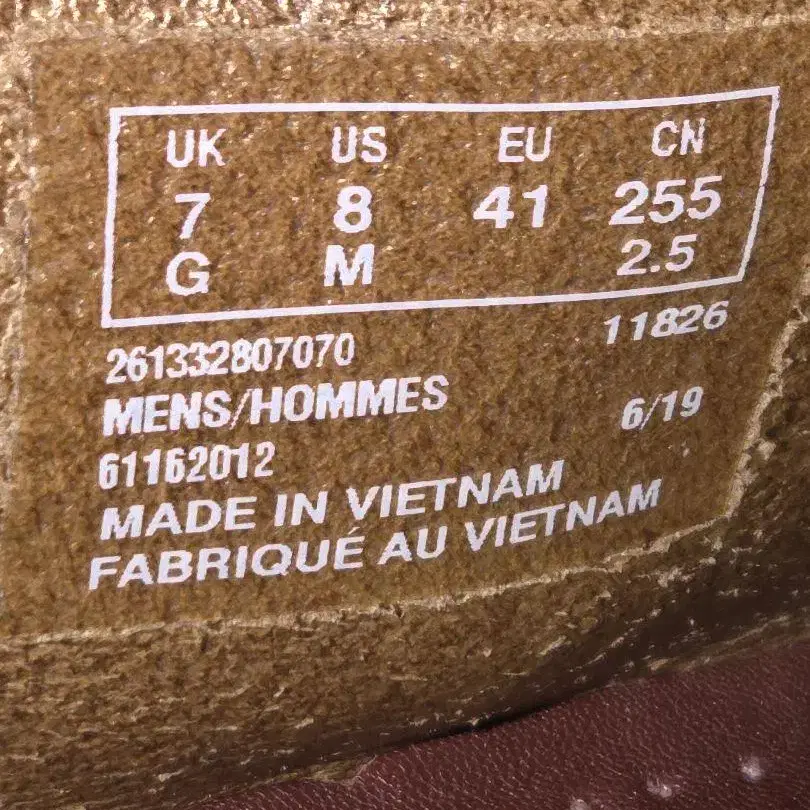 UK US EU CN
7 8 41 255
G M 2.5
261332807070 11826
MENS/HOMMES 6/19
61162012
MADE IN VIETNAM
FABRIQUÉ AU VIETNAM